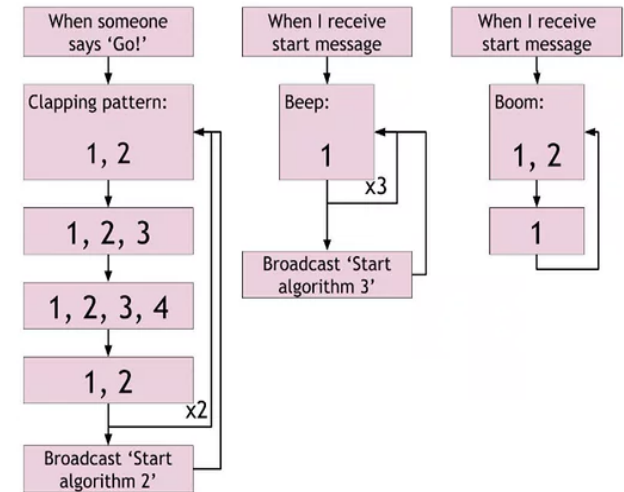 When someone
says ‘Go!’
Clapping pattern:
1, 2
1, 2, 3
1, 2, 3, 4
1, 2
x2
Broadcast ‘Start
algorithm 2’
When I receive
start message
Beep:
1
x3
Broadcast ‘Start
algorithm 3’
When I receive
start message
Boom:
1, 2
1